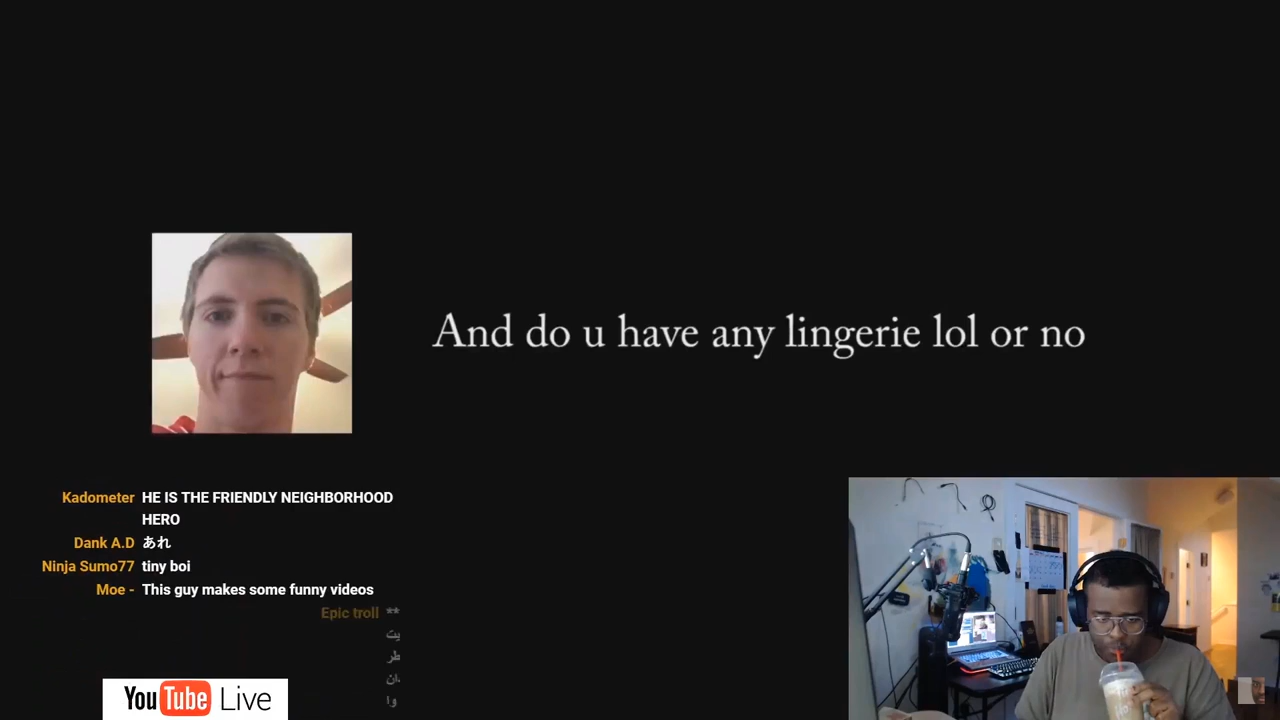 And do u have any lingerie lol or no
Kadometer HE IS THE FRIENDLY NEIGHBORHOOD
HERO
Dank A.D あれ
Ninja Sumo77 tiny boi
Moe - This guy makes some funny videos
Epic troll **
YouTube Live